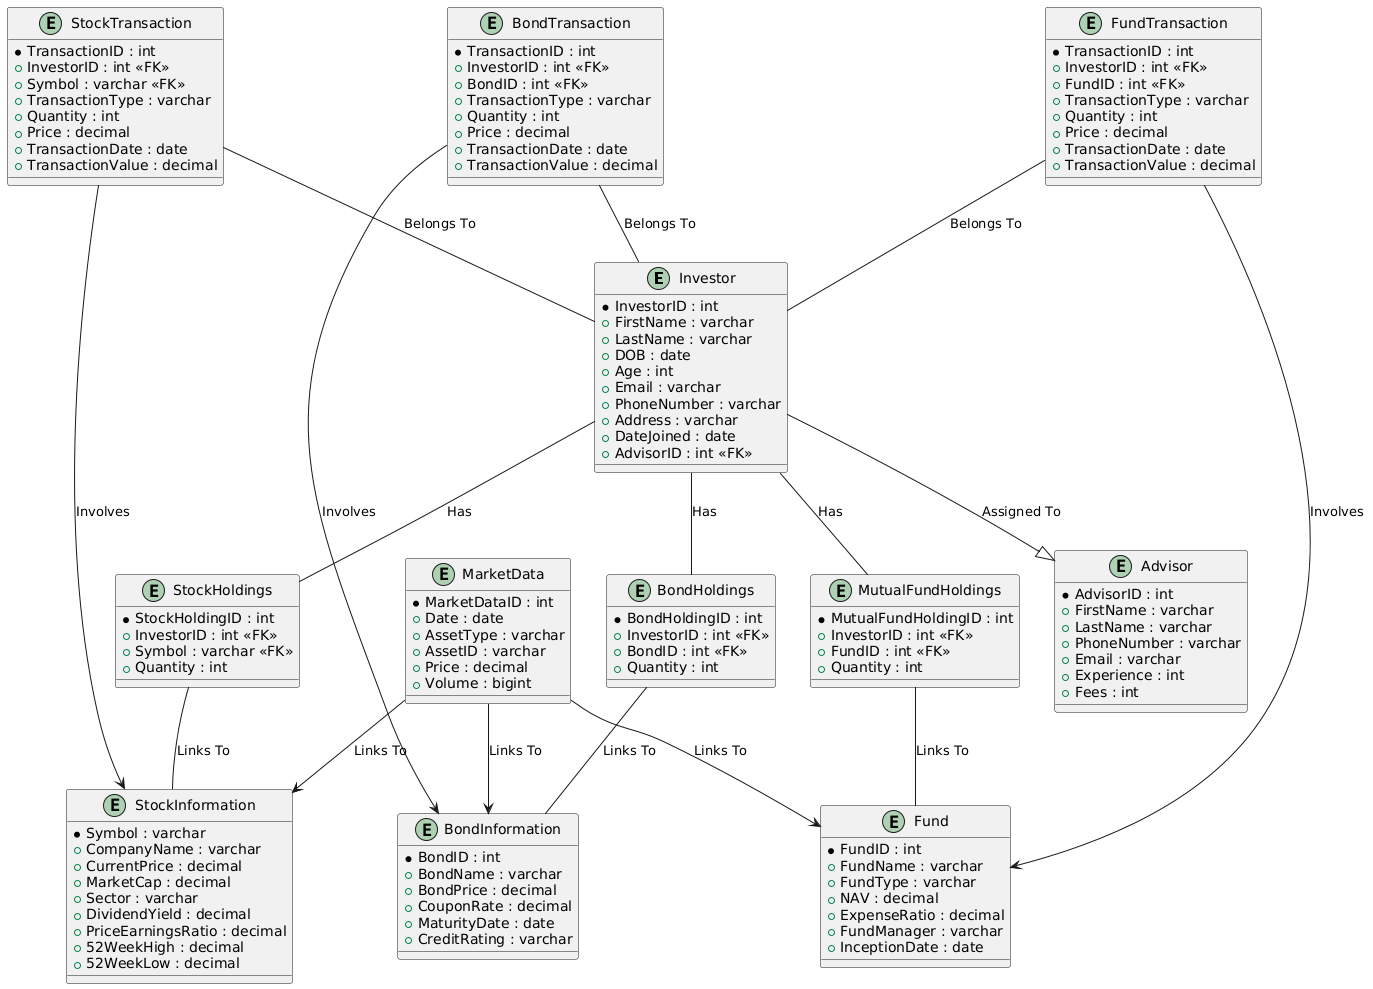 E StockTransaction
TransactionID : int
InvestorID : int «FK»
Symbol : varchar «FK»
TransactionType : varchar
Quantity : int
Price : decimal
TransactionDate : date
TransactionValue : decimal
E BondTransaction
TransactionID : int
InvestorID : int «FK»
BondID : int «FK»
TransactionType : varchar
Quantity : int
Price : decimal
TransactionDate : date
TransactionValue : decimal
E FundTransaction
TransactionID : int
InvestorID : int «FK»
FundID : int «FK»
TransactionType : varchar
Quantity : int
Price : decimal
TransactionDate : date
TransactionValue : decimal
Belongs To
Belongs To
Belongs To
E Investor
InvestorID : int
FirstName : varchar
LastName : varchar
DOB : date
Age : int
Email : varchar
PhoneNumber : varchar
Address : varchar
DateJoined : date
AdvisorID : int «FK»
Involves
Involves
Has
Has
Has
Assigned To
Involves
E StockHoldings
StockHoldingID : int
InvestorID : int «FK»
Symbol : varchar «FK»
Quantity : int
E MarketData
MarketDataID : int
Date : date
AssetType : varchar
AssetID : varchar
Price : decimal
Volume : bigint
E BondHoldings
BondHoldingID : int
InvestorID : int «FK»
BondID : int «FK»
Quantity : int
E MutualFundHoldings
MutualFundHoldingID : int
InvestorID : int «FK»
FundID : int «FK»
Quantity : int
E Advisor
AdvisorID : int
FirstName : varchar
LastName : varchar
PhoneNumber : varchar
Email : varchar
Experience : int
Fees : int
Links To
Links To
Links To
Links To
Links To
Links To
E StockInformation
Symbol : varchar
CompanyName : varchar
CurrentPrice : decimal
MarketCap : decimal
Sector : varchar
DividendYield : decimal
PriceEarningsRatio : decimal
52WeekHigh : decimal
52WeekLow : decimal
E BondInformation
BondID : int
BondName : varchar
BondPrice : decimal
CouponRate : decimal
MaturityDate : date
CreditRating : varchar
E Fund
FundID : int
FundName : varchar
FundType : varchar
NAV : decimal
ExpenseRatio : decimal
FundManager : varchar
InceptionDate : date